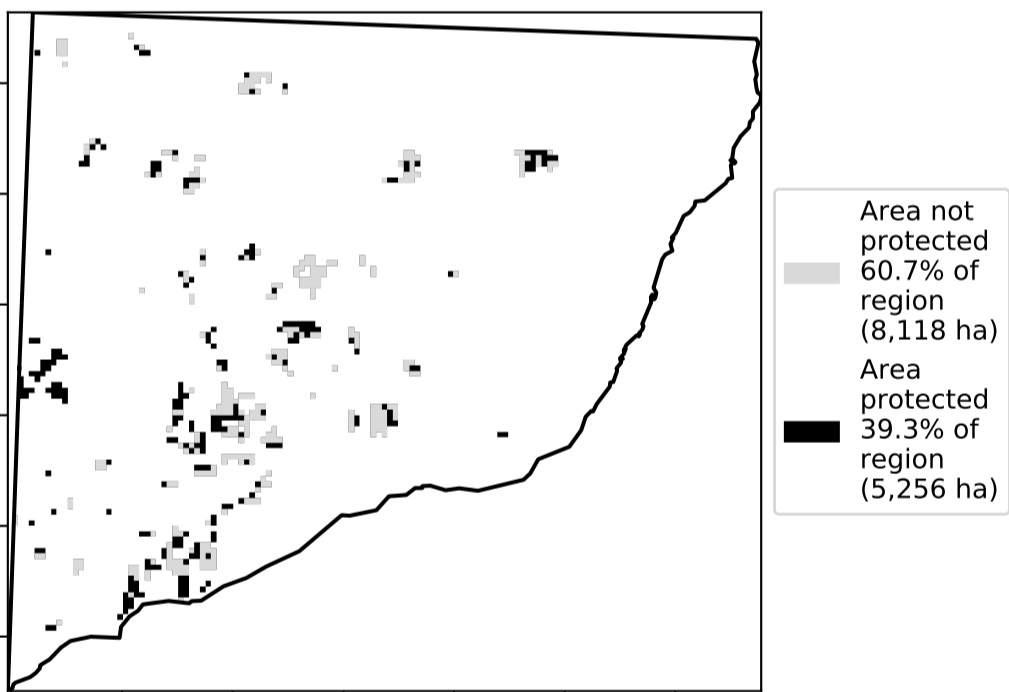 Area not
protected
60.7% of
region
(8,118 ha)
Area
protected
39.3% of
region
(5,256 ha)